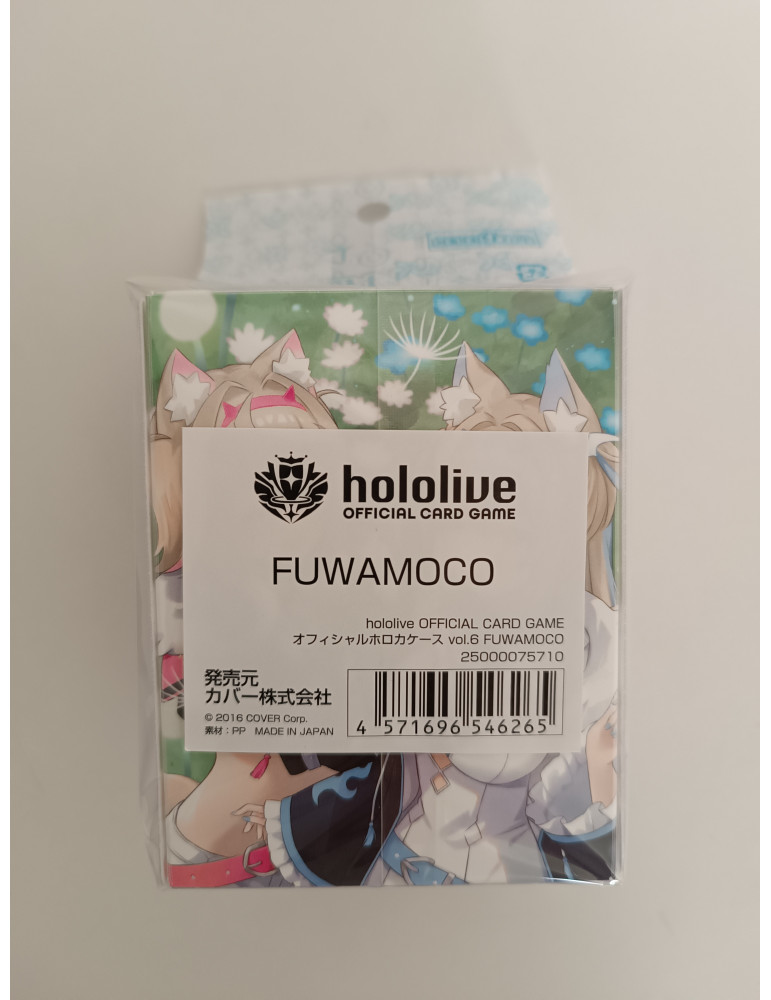 hololive
OFFICIAL CARD GAME
FUWAMOCO
hololive OFFICIAL CARD GAME
オフィシャルホロカケース vol.6 FUWAMOCO
25000075710
発売元
カバー株式会社
© 2016 COVER Corp.
素材：PP MADE IN JAPAN
4 571696 546265